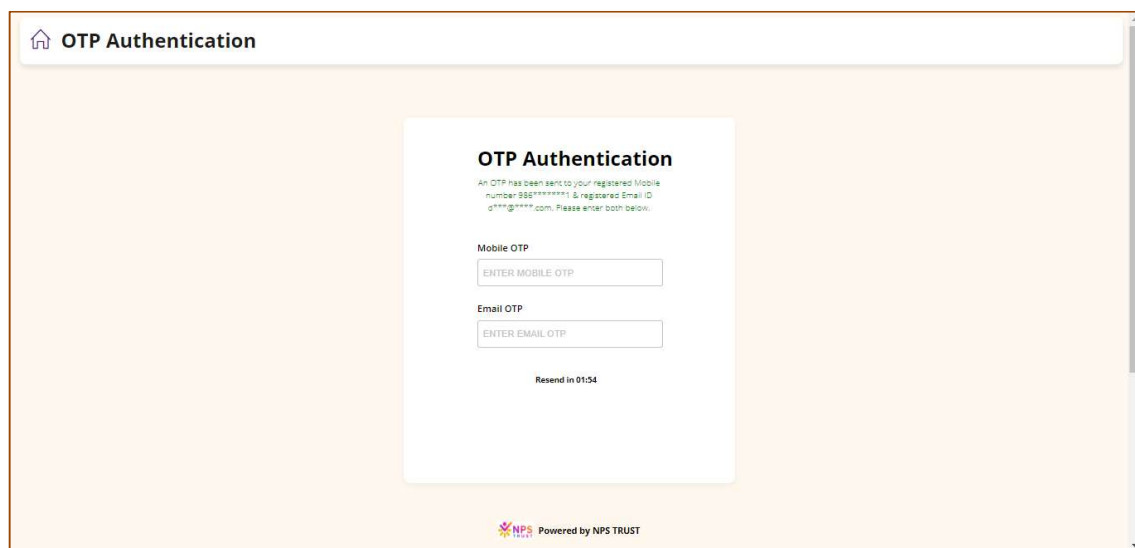 OTP Authentication
OTP Authentication
An OTP has been sent to your registered Mobile
number 986*******1 & registered Email ID
d***@****.com. Please enter both below.
Mobile OTP
ENTER MOBILE OTP
Email OTP
ENTER EMAIL OTP
Resend in 01:54
NPS TRUST Powered by NPS TRUST